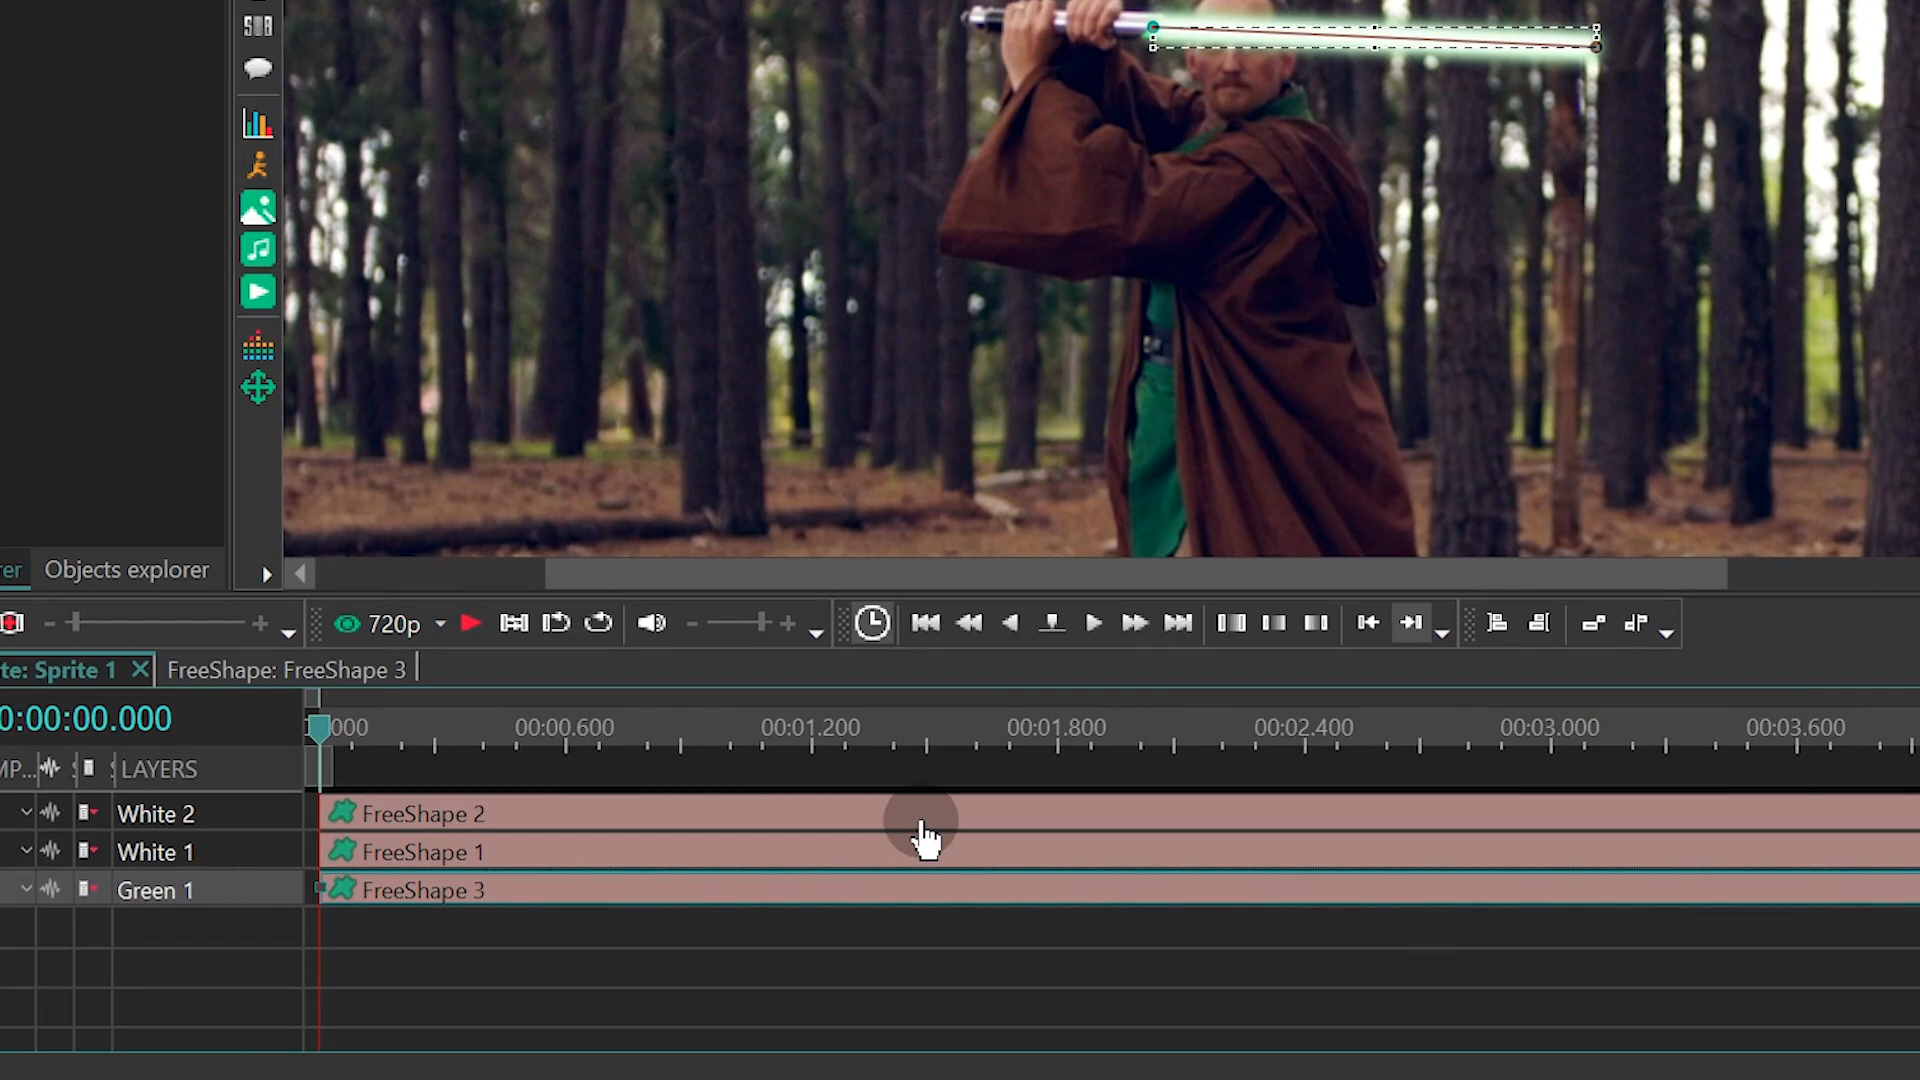 rer Objects explorer
720p
te: Sprite 1 FreeShape: FreeShape 3
0:00:00.000
000 00:00.600 00:01.200 00:01.800 00:02.400 00:03.000 00:03.600
MP... LAYERS
White 2 FreeShape 2
White 1 FreeShape 1
Green 1 FreeShape 3